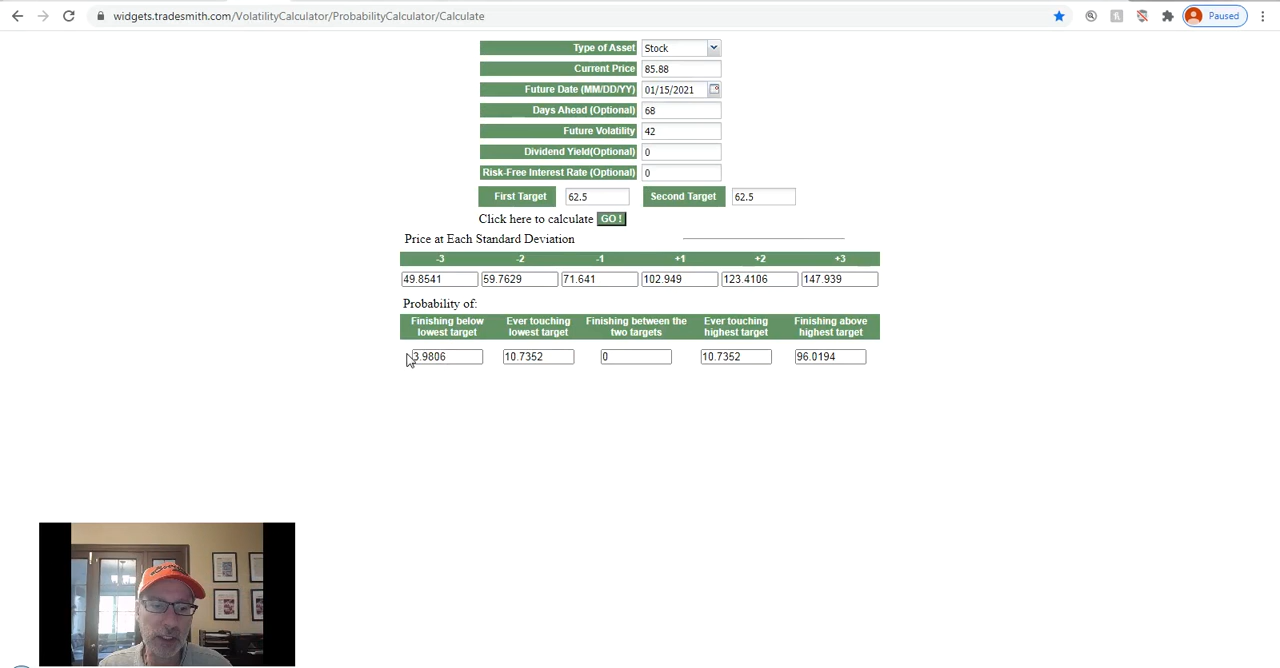 widgets.tradesmith.com/VolatilityCalculator/ProbabilityCalculator/Calculate Paused
Type of Asset Stock
Current Price 85.88
Future Date (MM/DD/YY) 01/15/2021
Days Ahead (Optional) 68
Future Volatility 42
Dividend Yield(Optional) 0
Risk-Free Interest Rate (Optional) 0
First Target 62.5 Second Target 62.5
Click here to calculate GO !
Price at Each Standard Deviation
-3 -2 -1 +1 +2 +3
49.8541 59.7629 71.641 102.949 123.4106 147.939
Probability of:
Finishing below lowest target Ever touching lowest target Finishing between the two targets Ever touching highest target Finishing above highest target
3.9806 10.7352 0 10.7352 96.0194